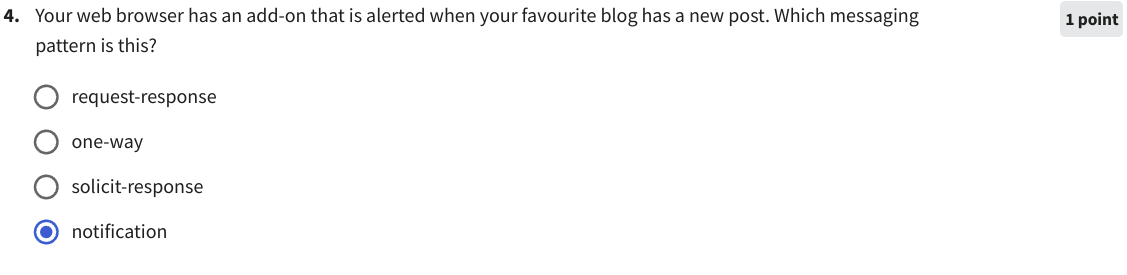 4. Your web browser has an add-on that is alerted when your favourite blog has a new post. Which messaging
1 point
pattern is this?
request-response
one-way
solicit-response
notification